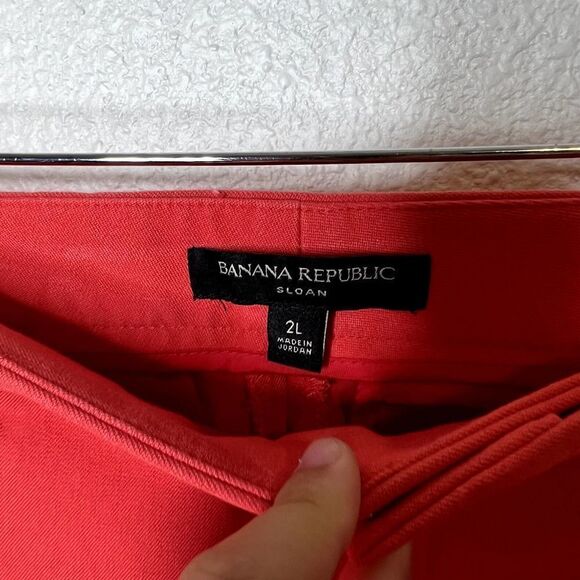 BANANA REPUBLIC
SLOAN
2L
MADE IN
JORDAN